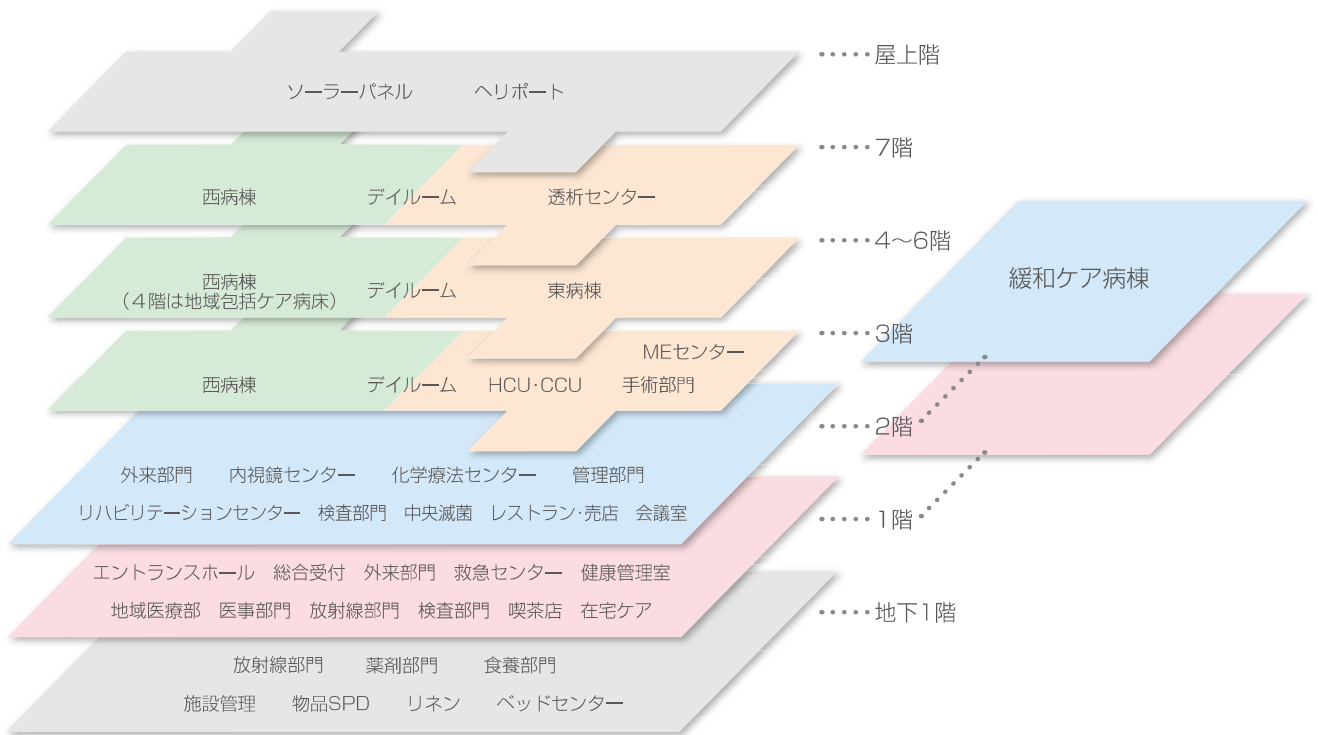 屋上階
ソーラーパネル ヘリポート
7階
西病棟 デイルーム 透析センター
4〜6階
西病棟
（4階は地域包括ケア病床） デイルーム 東病棟
緩和ケア病棟
3階
MEセンター
西病棟 デイルーム HCU・CCU 手術部門
2階
外来部門 内視鏡センター 化学療法センター 管理部門
リハビリテーションセンター 検査部門 中央滅菌 レストラン・売店 会議室
1階
エントランスホール 総合受付 外来部門 救急センター 健康管理室
地域医療部 医事部門 放射線部門 検査部門 喫茶店 在宅ケア
地下1階
放射線部門 薬剤部門 食養部門
施設管理 物品SPD リネン ベッドセンター